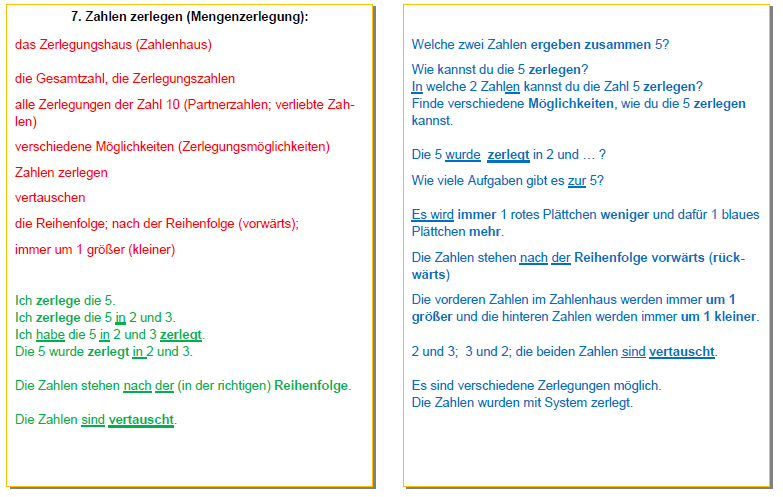 7. Zahlen zerlegen (Mengenzerlegung):
das Zerlegungshaus (Zahlenhaus)
die Gesamtzahl, die Zerlegungszahlen
alle Zerlegungen der Zahl 10 (Partnerzahlen; verliebte Zah-
len)
verschiedene Möglichkeiten (Zerlegungsmöglichkeiten)
Zahlen zerlegen
vertauschen
die Reihenfolge; nach der Reihenfolge (vorwärts);
immer um 1 größer (kleiner)
Ich zerlege die 5.
Ich zerlege die 5 in 2 und 3.
Ich habe die 5 in 2 und 3 zerlegt.
Die 5 wurde zerlegt in 2 und 3.
Die Zahlen stehen nach der (in der richtigen) Reihenfolge.
Die Zahlen sind vertauscht.
Welche zwei Zahlen ergeben zusammen 5?
Wie kannst du die 5 zerlegen?
In welche 2 Zahlen kannst du die Zahl 5 zerlegen?
Finde verschiedene Möglichkeiten, wie du die 5 zerlegen
kannst.
Die 5 wurde zerlegt in 2 und … ?
Wie viele Aufgaben gibt es zur 5?
Es wird immer 1 rotes Plättchen weniger und dafür 1 blaues
Plättchen mehr.
Die Zahlen stehen nach der Reihenfolge vorwärts (rück-
wärts)
Die vorderen Zahlen im Zahlenhaus werden immer um 1
größer und die hinteren Zahlen werden immer um 1 kleiner.
2 und 3; 3 und 2; die beiden Zahlen sind vertauscht.
Es sind verschiedene Zerlegungen möglich.
Die Zahlen wurden mit System zerlegt.